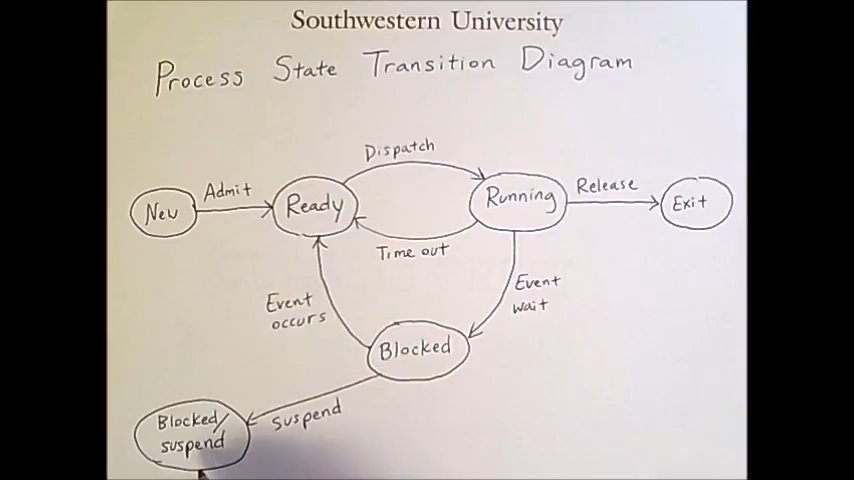 Southwestern University
Process State Transition Diagram
Dispatch
Admit
New
Ready
Running
Release
Exit
Time out
Event
wait
Event
occurs
Blocked
Suspend
Blocked/
suspend